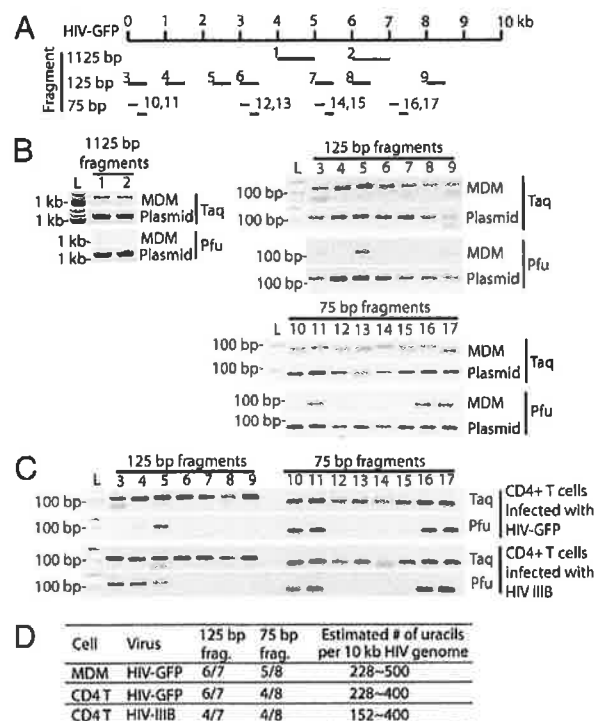 A
HIV-GFP 0 1 2 3 4 5 6 7 8 9 10 kb
Fragment
1125 bp 1 2
125 bp 3 4 5 6 7 8 9
75 bp 10,11 12,13 14,15 16,17
B
1125 bp fragments
L 1 2
1 kb- MDM
1 kb- Plasmid
Taq
1 kb- MDM
1 kb- Plasmid
Pfu
125 bp fragments
L 3 4 5 6 7 8 9
100 bp- MDM
100 bp- Plasmid
Taq
100 bp- MDM
100 bp- Plasmid
Pfu
75 bp fragments
L 10 11 12 13 14 15 16 17
100 bp- MDM
100 bp- Plasmid
Taq
100 bp- MDM
100 bp- Plasmid
Pfu
C
125 bp fragments 75 bp fragments
L 3 4 5 6 7 8 9 10 11 12 13 14 15 16 17
100 bp- Taq
100 bp- Pfu
CD4+ T cells Infected with HIV-GFP
100 bp- Taq
100 bp- Pfu
CD4+ T cells infected with HIV IIIB
D
Cell Virus 125 bp frag. 75 bp frag. Estimated # of uracils per 10 kb HIV genome
MDM HIV-GFP 6/7 5/8 228~500
CD4 T HIV-GFP 6/7 4/8 228~400
CD4 T HIV-IIIB 4/7 4/8 152~400